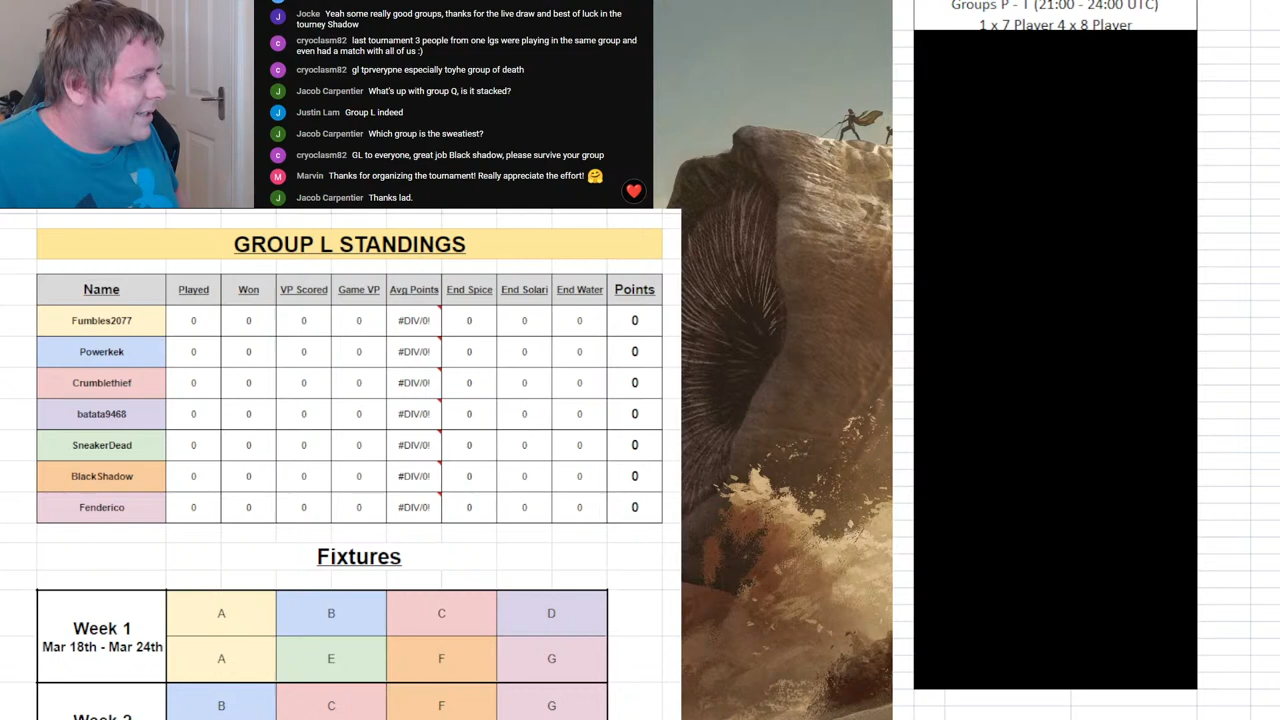 Jocke Yeah some really good groups, thanks for the live draw and best of luck in the
tourney Shadow
cryoclasm82 last tournament 3 people from one lgs were playing in the same group and
even had a match with all of us :)
cryoclasm82 gl tprverypne especially toyhe group of death
Jacob Carpentier What's up with group Q, is it stacked?
Justin Lam Group L indeed
Jacob Carpentier Which group is the sweatiest?
cryoclasm82 GL to everyone, great job Black shadow, please survive your group
Marvin Thanks for organizing the tournament! Really appreciate the effort! 🤗
Jacob Carpentier Thanks lad.
Groups P - T (21:00 - 24:00 UTC)
1 x 7 Player 4 x 8 Player
GROUP L STANDINGS
Name Played Won VP Scored Game VP Avg Points End Spice End Solari End Water Points
Fumbles2077 0 0 0 0 #DIV/0! 0 0 0 0
Powerkek 0 0 0 0 #DIV/0! 0 0 0 0
Crumblethief 0 0 0 0 #DIV/0! 0 0 0 0
batata9468 0 0 0 0 #DIV/0! 0 0 0 0
SneakerDead 0 0 0 0 #DIV/0! 0 0 0 0
BlackShadow 0 0 0 0 #DIV/0! 0 0 0 0
Fenderico 0 0 0 0 #DIV/0! 0 0 0 0
Fixtures
Week 1
Mar 18th - Mar 24th
A B C D
A E F G
Week 2
B C F G